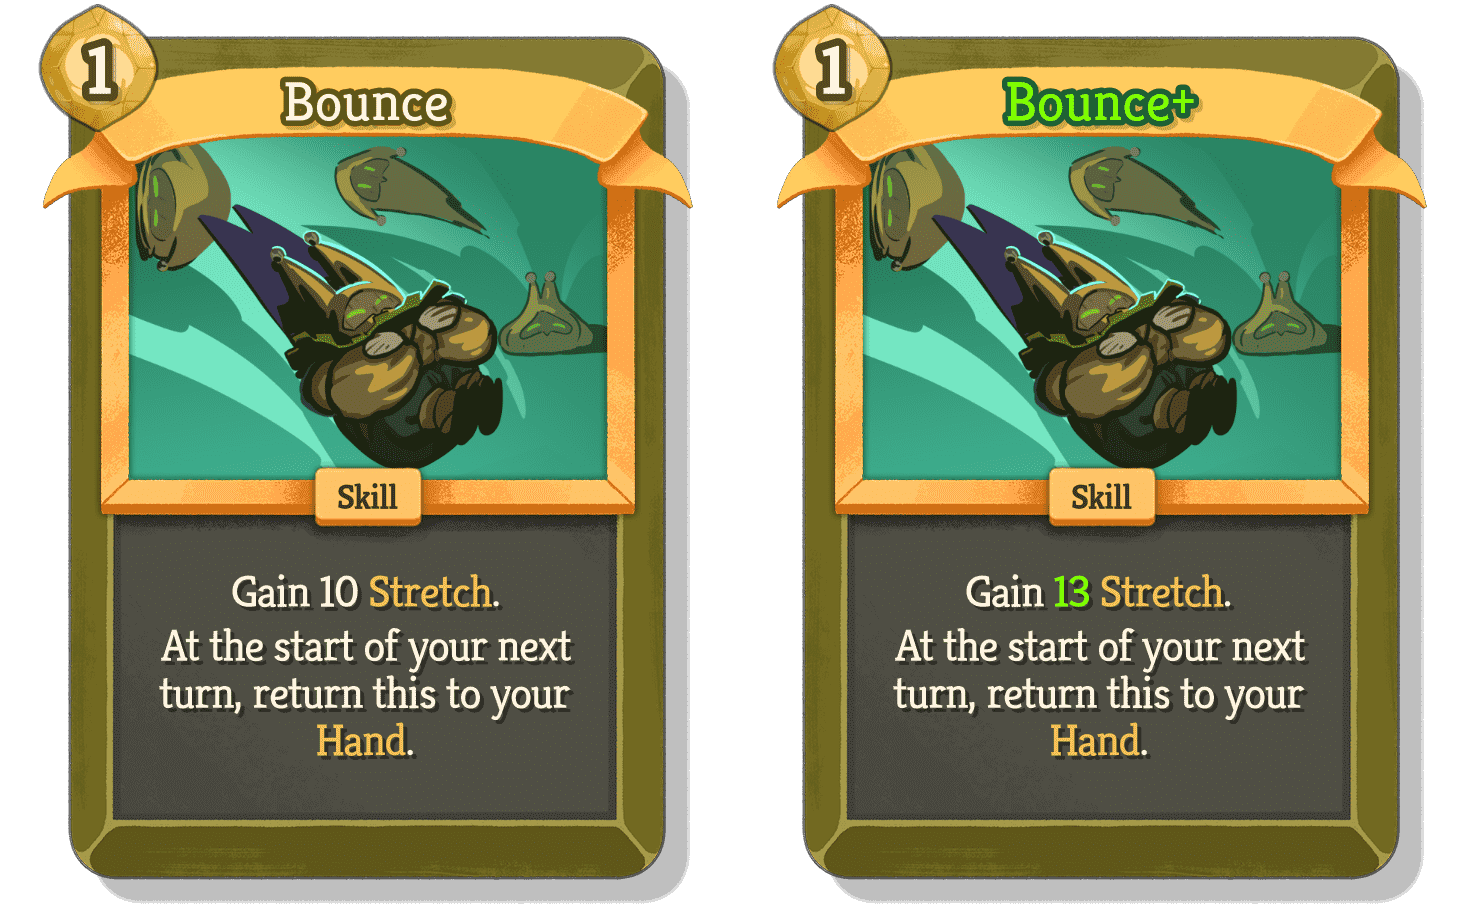 1
Bounce
Skill
Gain 10 Stretch.
At the start of your next
turn, return this to your
Hand.
1
Bounce+
Skill
Gain 13 Stretch.
At the start of your next
turn, return this to your
Hand.